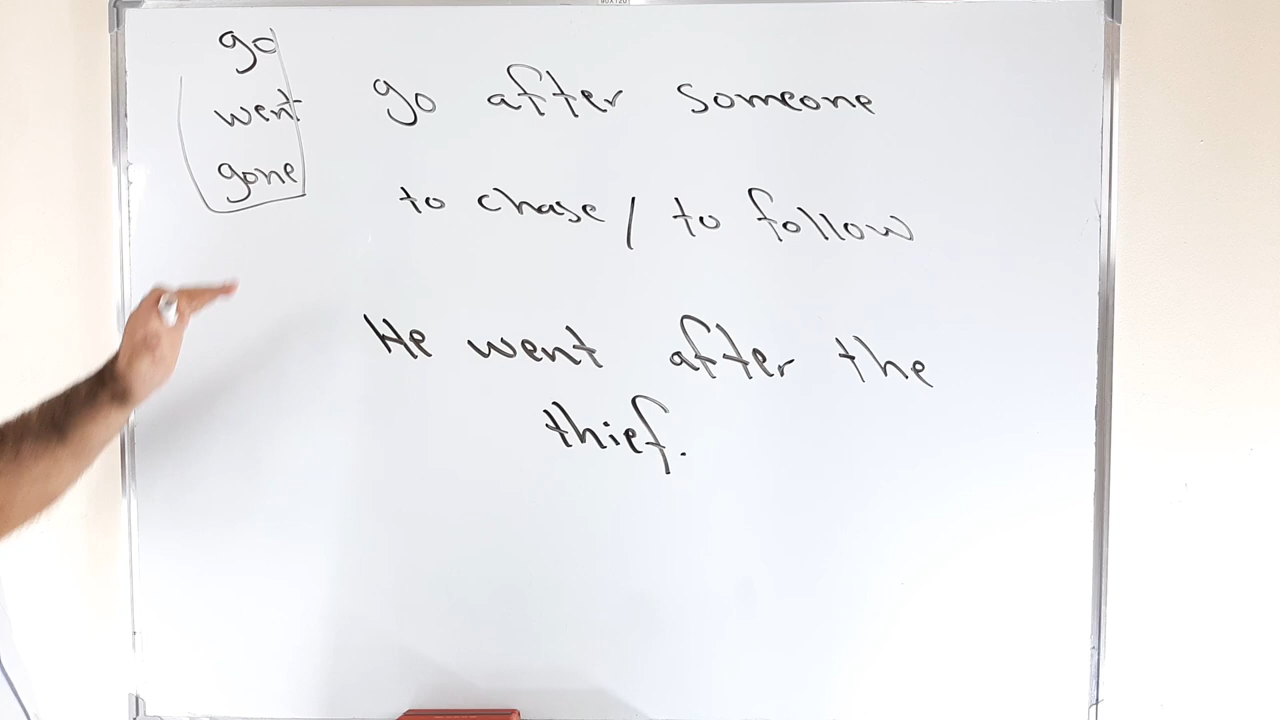 go
went
gone
go after someone
to chase / to follow
He went after the
thief.